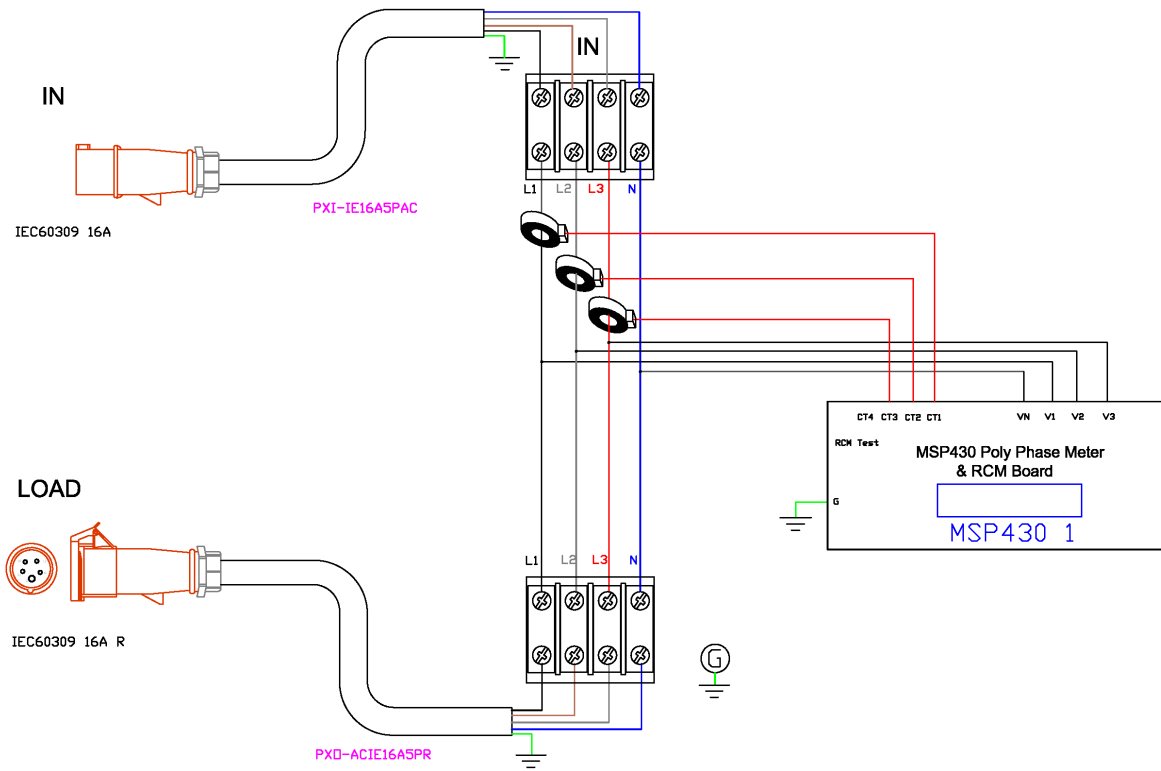 IN
IN
L1 L2 L3 N
PXI-IE16A5PAC
IEC60309 16A
CT4 CT3 CT2 CT1 VN V1 V2 V3
RCM Test
MSP430 Poly Phase Meter
& RCM Board
G
MSP430 1
LOAD
L1 L2 L3 N
IEC60309 16A R
G
PXO-ACIE16A5PR